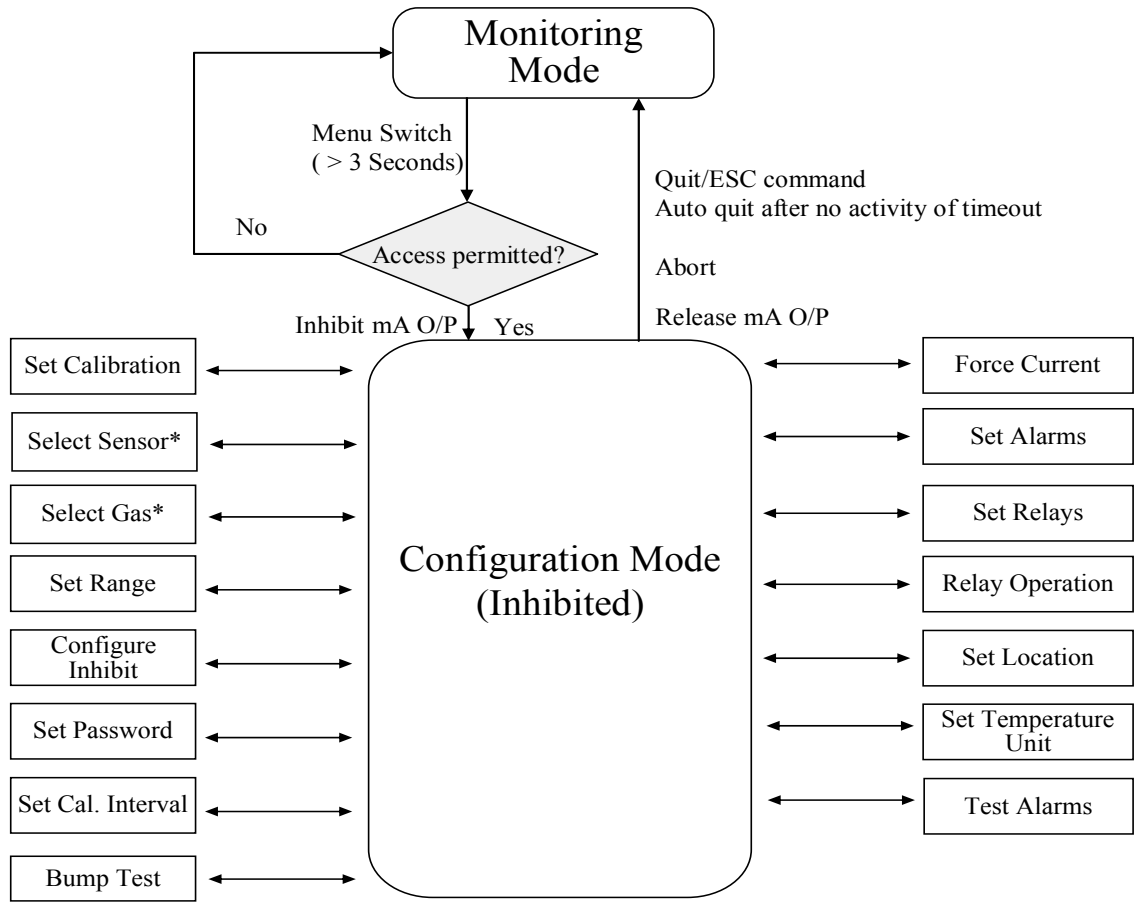 Monitoring
Mode
Menu Switch
( > 3 Seconds)
Quit/ESC command
Auto quit after no activity of timeout
No
Access permitted?
Abort
Inhibit mA O/P
Yes
Release mA O/P
Set Calibration
Select Sensor*
Select Gas*
Set Range
Configure
Inhibit
Set Password
Set Cal. Interval
Bump Test
Configuration Mode
(Inhibited)
Force Current
Set Alarms
Set Relays
Relay Operation
Set Location
Set Temperature
Unit
Test Alarms